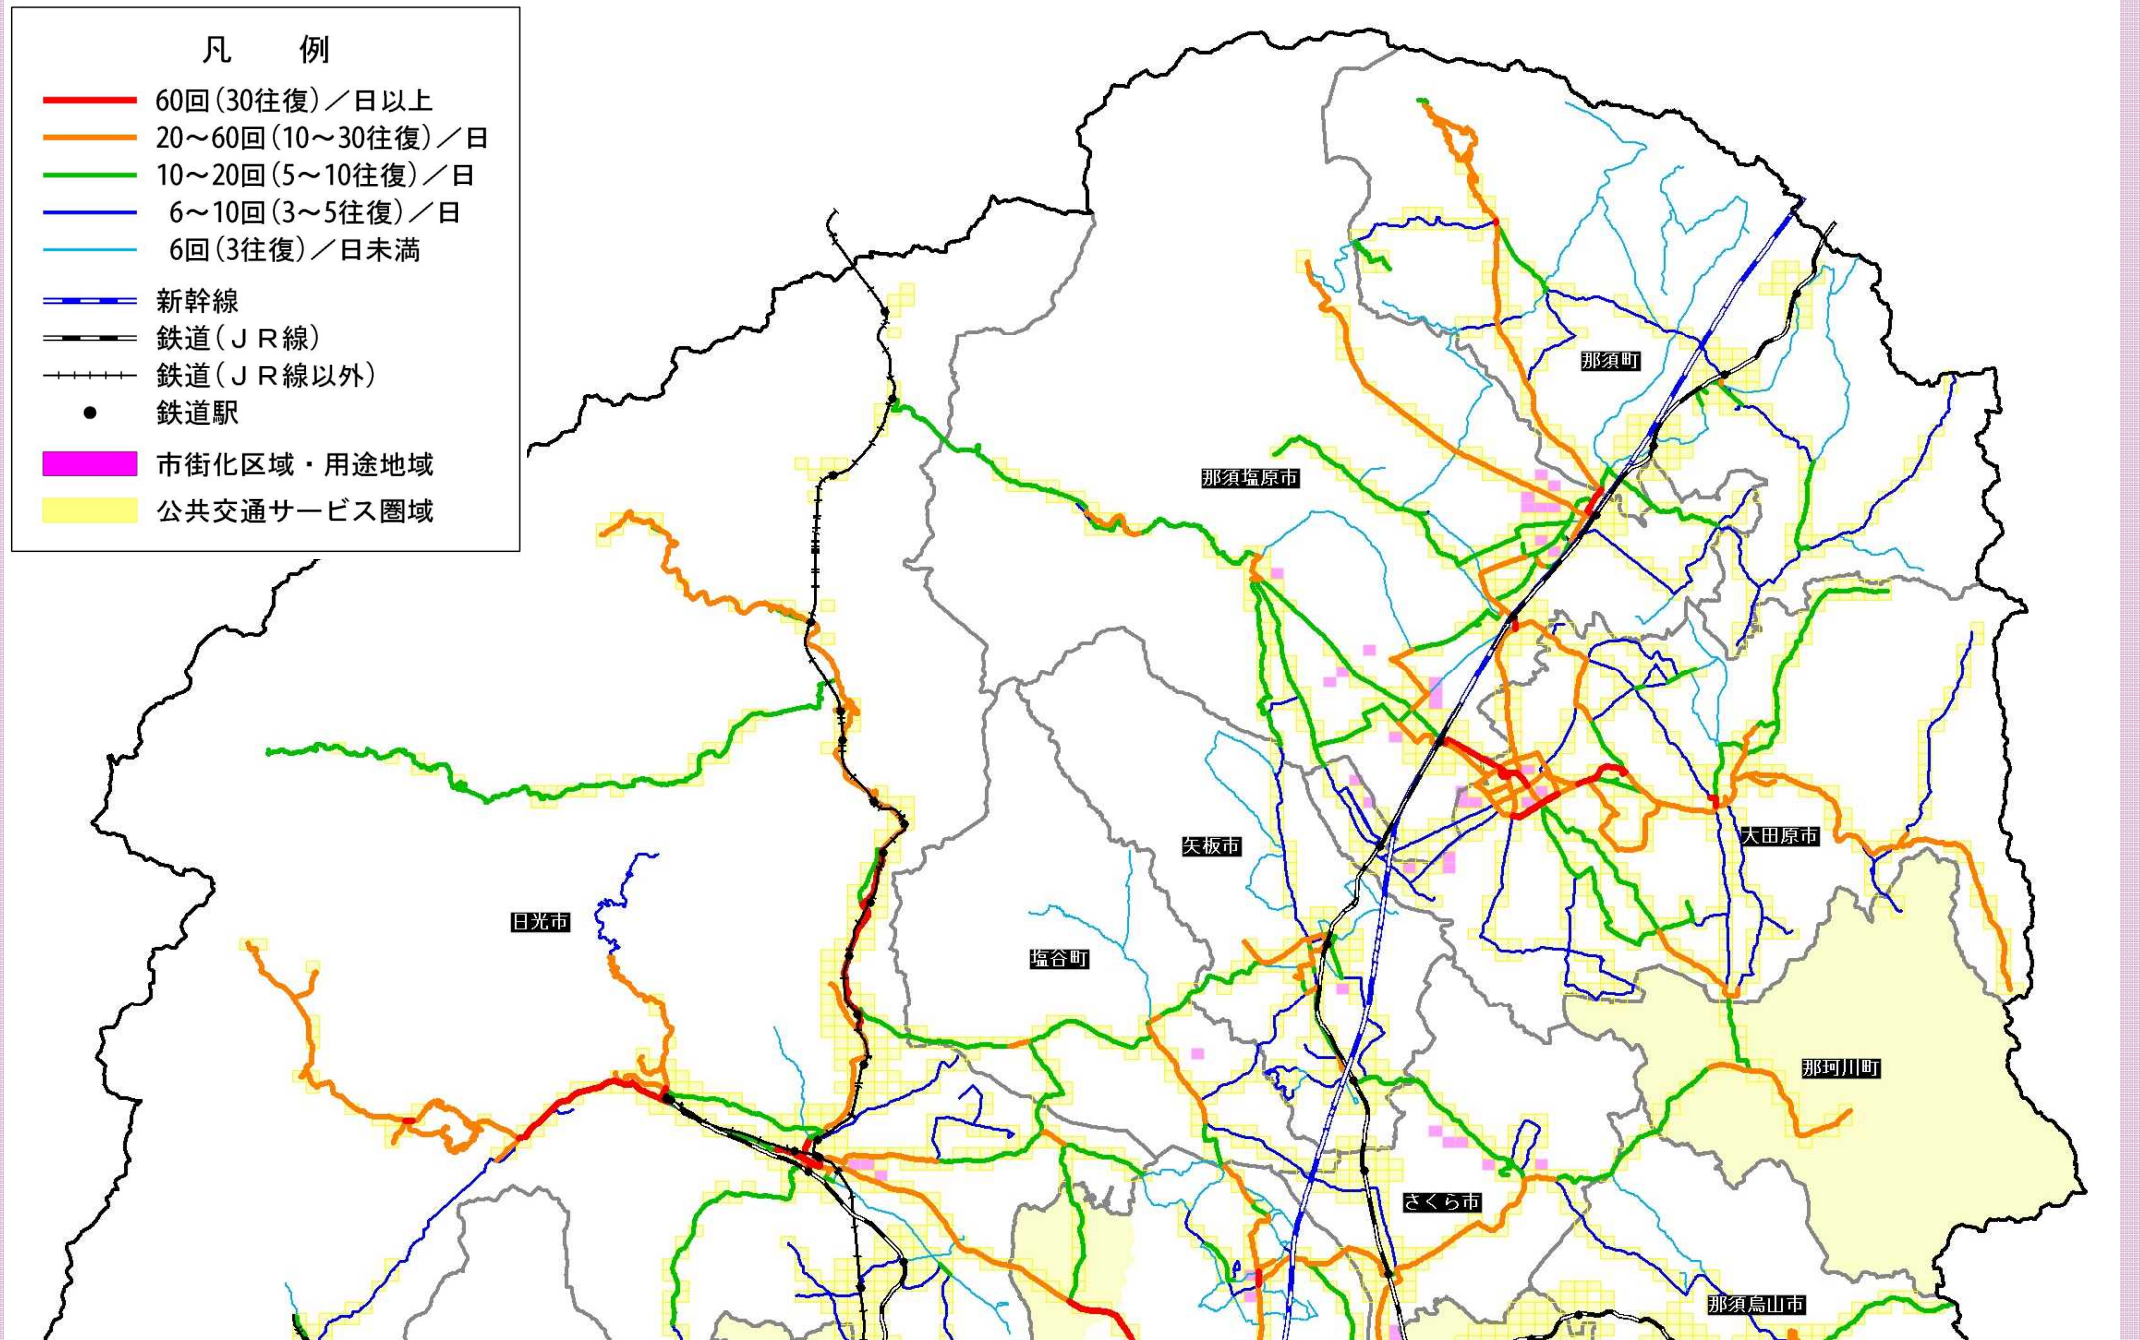 凡　例
60回(30往復)／日以上
20～60回(10～30往復)／日
10～20回(5～10往復)／日
6～10回(3～5往復)／日
6回(3往復)／日未満
新幹線
鉄道(ＪＲ線)
鉄道(ＪＲ線以外)
鉄道駅
市街化区域・用途地域
公共交通サービス圏域
那須町
那須塩原市
大田原市
矢板市
日光市
塩谷町
那珂川町
さくら市
那須烏山市